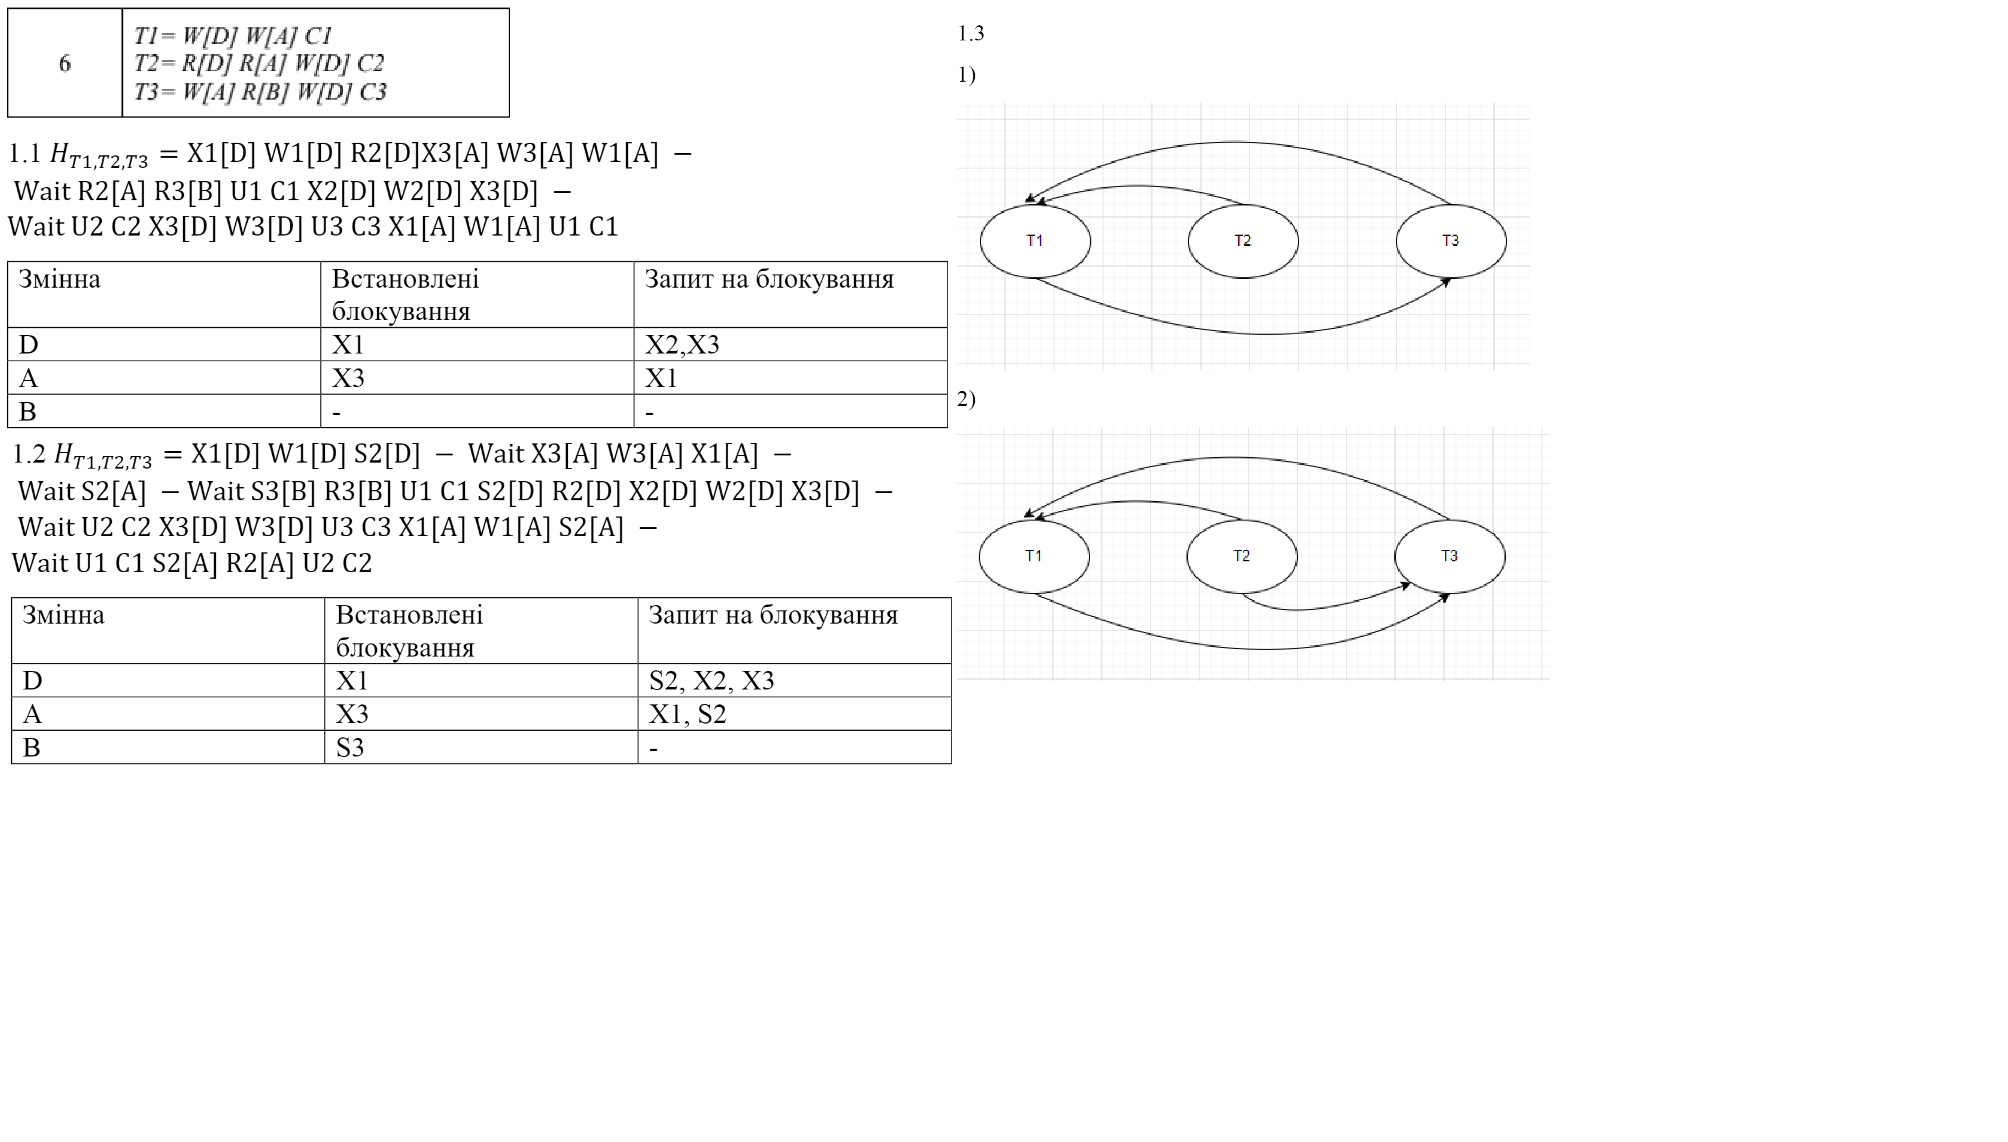 6
T1= W[D] W[A] C1
T2= R[D] R[A] W[D] C2
T3= W[A] R[B] W[D] C3
1.1 H_{T1,T2,T3} = X1[D] W1[D] R2[D]X3[A] W3[A] W1[A] −
Wait R2[A] R3[B] U1 C1 X2[D] W2[D] X3[D] −
Wait U2 C2 X3[D] W3[D] U3 C3 X1[A] W1[A] U1 C1
Змінна Встановлені блокування Запит на блокування
D X1 X2,X3
A X3 X1
B - -
1.2 H_{T1,T2,T3} = X1[D] W1[D] S2[D] − Wait X3[A] W3[A] X1[A] −
Wait S2[A] − Wait S3[B] R3[B] U1 C1 S2[D] R2[D] X2[D] W2[D] X3[D] −
Wait U2 C2 X3[D] W3[D] U3 C3 X1[A] W1[A] S2[A] −
Wait U1 C1 S2[A] R2[A] U2 C2
Змінна Встановлені блокування Запит на блокування
D X1 S2, X2, X3
A X3 X1, S2
B S3 -
1.3
1)
T1 T2 T3
2)
T1 T2 T3